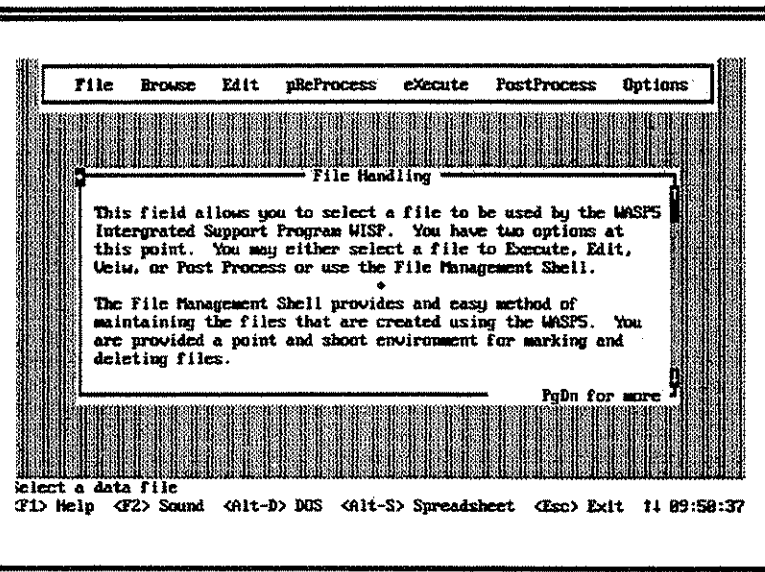 File Browse Edit pReProcess eXecute PostProcess Options
File Handling
This field allows you to select a file to be used by the WASP5
Intergrated Support Program WISP. You have two options at
this point. You may either select a file to Execute, Edit,
Veiw, or Post Process or use the File Management Shell.
The File Management Shell provides and easy method of
maintaining the files that are created using the WASP5. You
are provided a point and shoot environment for marking and
deleting files.
PgDn for more
Select a data file
<F1> Help <F2> Sound <Alt-D> DOS <Alt-S> Spreadsheet <Esc> Exit ↑↓ 09:50:37